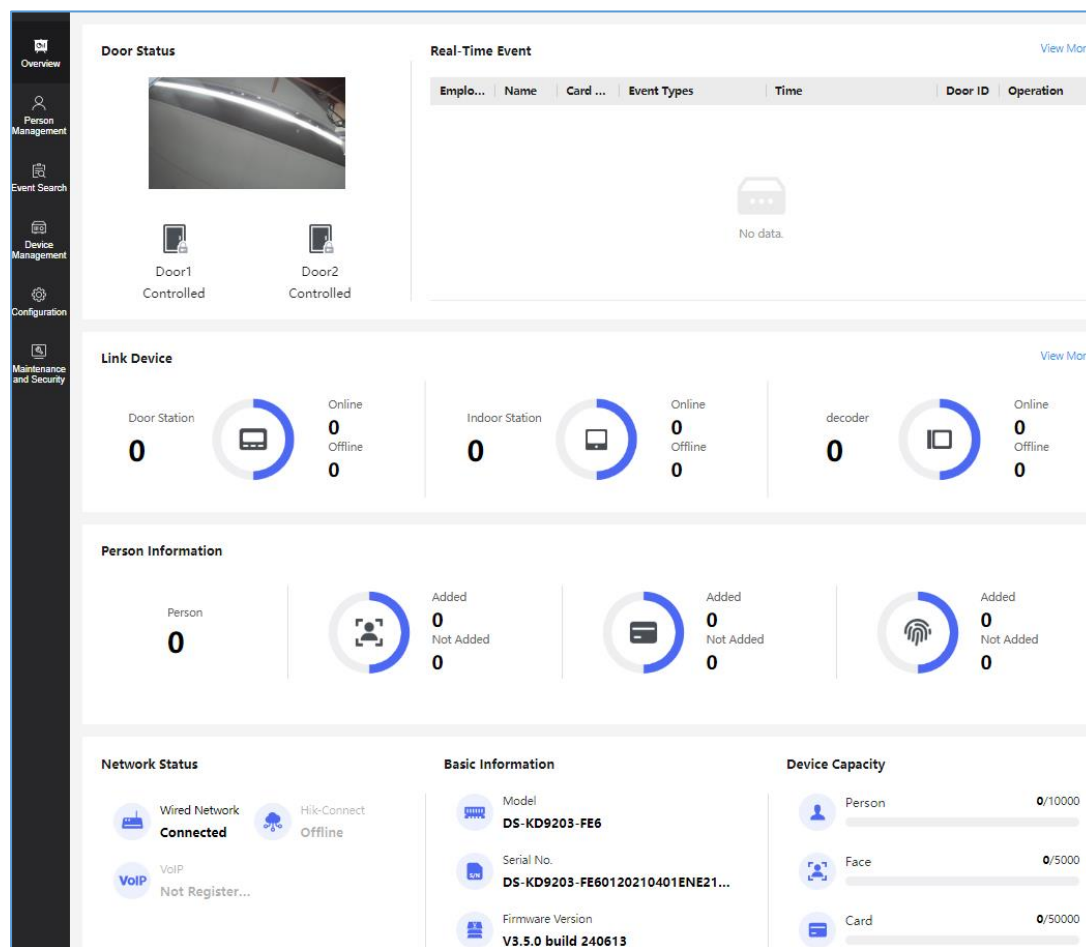 Overview
Person
Management
Event Search
Device
Management
Configuration
Maintenance
and Security
Door Status
Door1
Controlled
Door2
Controlled
Real-Time Event
View Mor
Emplo... Name Card ... Event Types Time Door ID Operation
No data.
Link Device
View Mor
Door Station
0
Online
0
Offline
0
Indoor Station
0
Online
0
Offline
0
decoder
0
Online
0
Offline
0
Person Information
Person
0
Added
0
Not Added
0
Added
0
Not Added
0
Added
0
Not Added
0
Network Status
Wired Network
Connected
Hik-Connect
Offline
VoIP
VoIP
Not Register...
Basic Information
Model
DS-KD9203-FE6
S/N
Serial No.
DS-KD9203-FE60120210401ENE21...
Firmware Version
V3.5.0 build 240613
Device Capacity
Person 0/10000
Face 0/5000
Card 0/50000